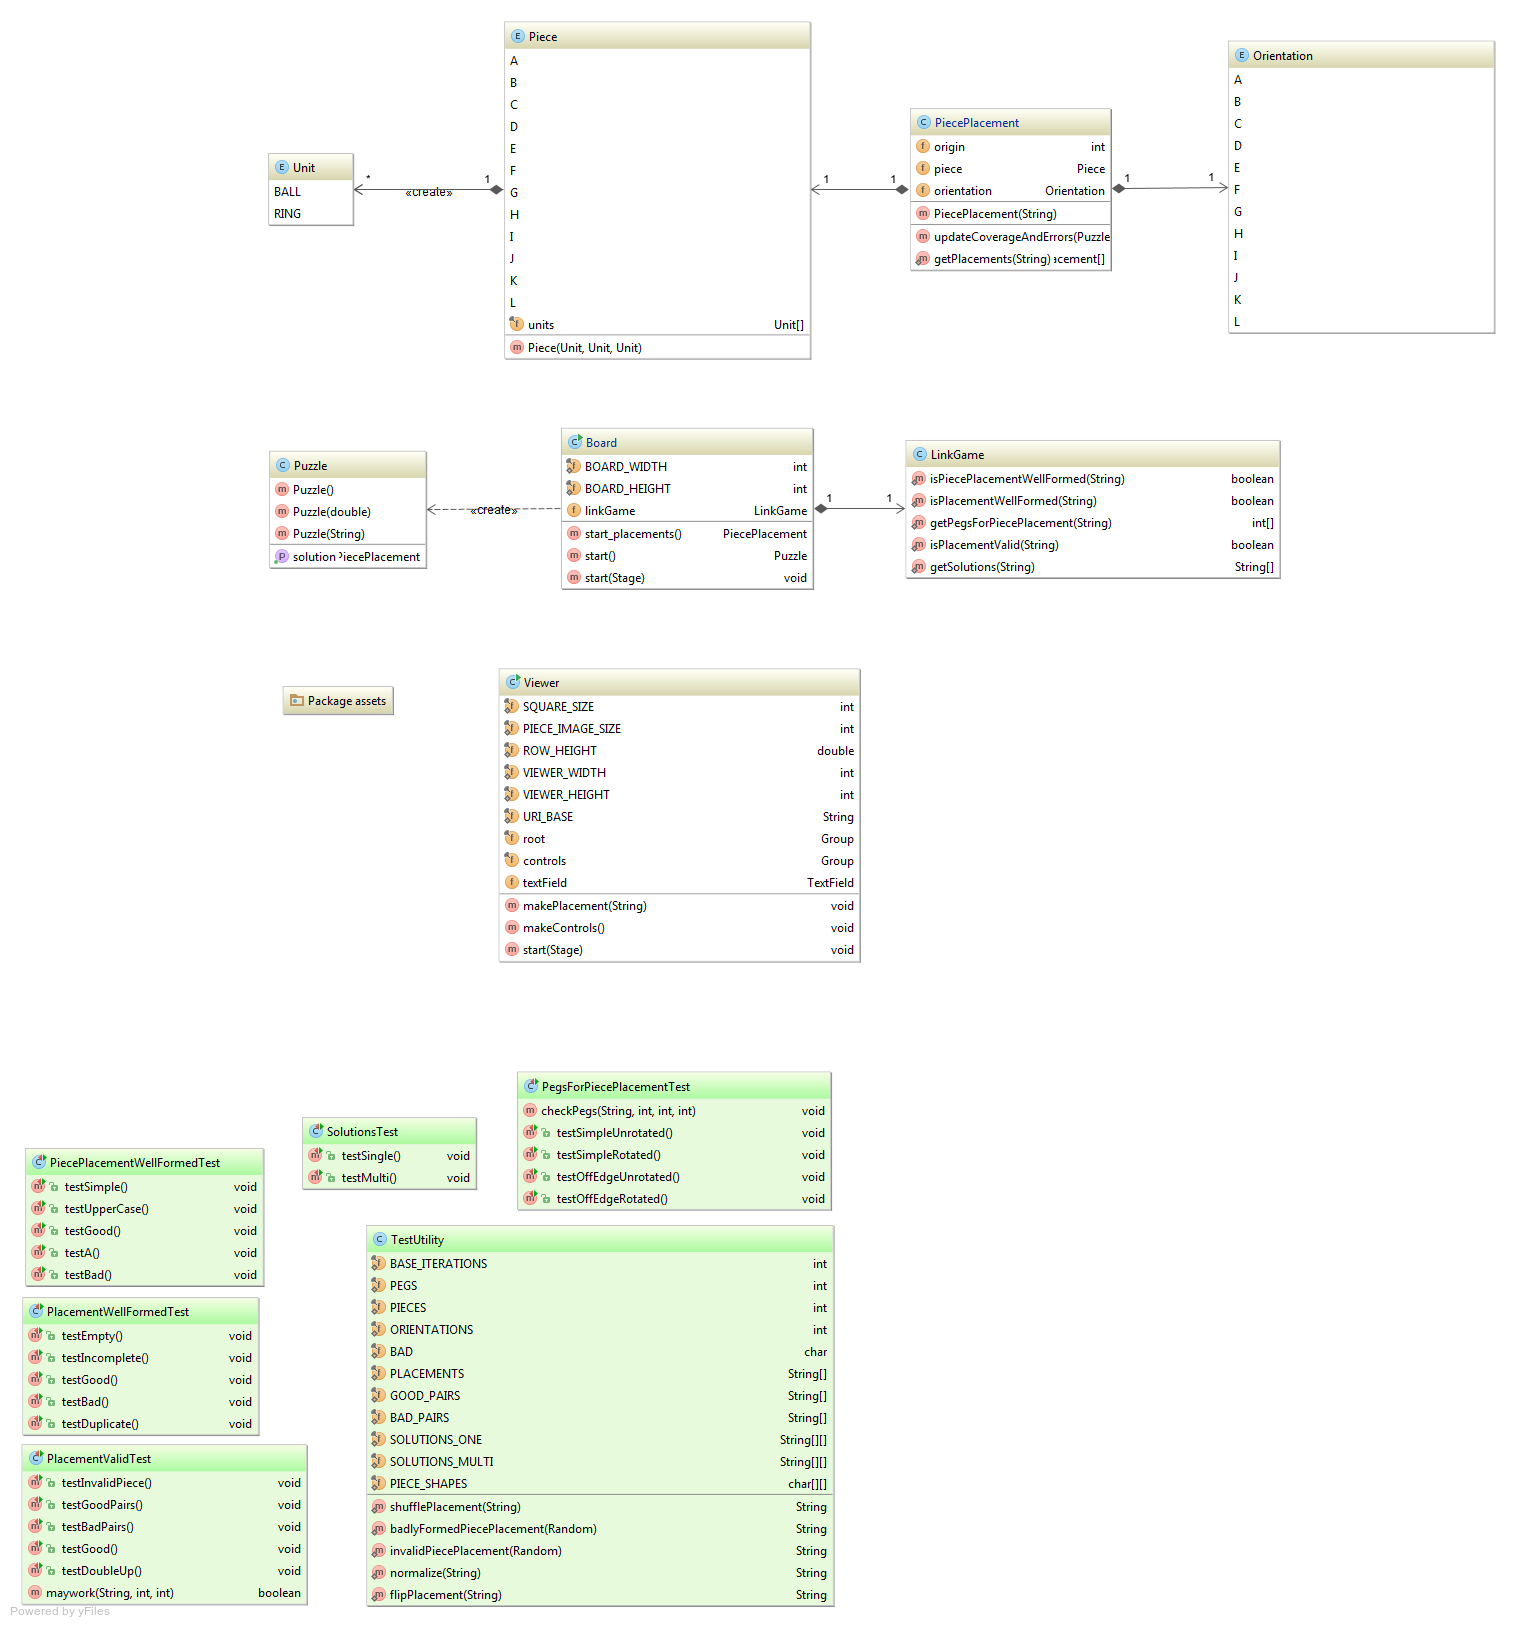 Piece
A
B
C
D
E
F
G
H
I
J
K
L
units Unit[]
Piece(Unit, Unit, Unit)
Orientation
A
B
C
D
E
F
G
H
I
J
K
L
PiecePlacement
origin int
piece Piece
orientation Orientation
PiecePlacement(String)
updateCoverageAndErrors(Puzzle
getPlacements(String) acement[]
Unit
BALL
RING
* «create» 1
1 1
1 1
Puzzle
Puzzle()
Puzzle(double)
Puzzle(String)
solution PiecePlacement
«create»
Board
BOARD_WIDTH int
BOARD_HEIGHT int
linkGame LinkGame
start_placements() PiecePlacement
start() Puzzle
start(Stage) void
1 1
LinkGame
isPiecePlacementWellFormed(String) boolean
isPlacementWellFormed(String) boolean
getPegsForPiecePlacement(String) int[]
isPlacementValid(String) boolean
getSolutions(String) String[]
Package assets
Viewer
SQUARE_SIZE int
PIECE_IMAGE_SIZE int
ROW_HEIGHT double
VIEWER_WIDTH int
VIEWER_HEIGHT int
URI_BASE String
root Group
controls Group
textField TextField
makePlacement(String) void
makeControls() void
start(Stage) void
PegsForPiecePlacementTest
checkPegs(String, int, int, int) void
testSimpleUnrotated() void
testSimpleRotated() void
testOffEdgeUnrotated() void
testOffEdgeRotated() void
SolutionsTest
testSingle() void
testMulti() void
PiecePlacementWellFormedTest
testSimple() void
testUpperCase() void
testGood() void
testA() void
testBad() void
PlacementWellFormedTest
testEmpty() void
testIncomplete() void
testGood() void
testBad() void
testDuplicate() void
PlacementValidTest
testInvalidPiece() void
testGoodPairs() void
testBadPairs() void
testGood() void
testDoubleUp() void
maywork(String, int, int) boolean
TestUtility
BASE_ITERATIONS int
PEGS int
PIECES int
ORIENTATIONS int
BAD char
PLACEMENTS String[]
GOOD_PAIRS String[]
BAD_PAIRS String[]
SOLUTIONS_ONE String[][]
SOLUTIONS_MULTI String[][]
PIECE_SHAPES char[][]
shufflePlacement(String) String
badlyFormedPiecePlacement(Random) String
invalidPiecePlacement(Random) String
normalize(String) String
flipPlacement(String) String
Powered by yFiles